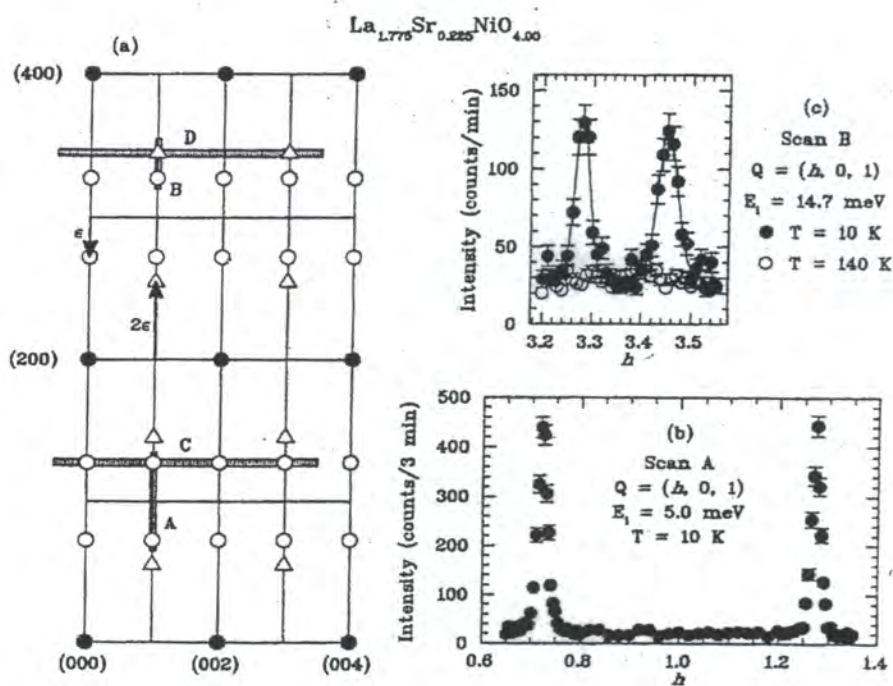 La1.775Sr0.225NiO4.00
(a)
(400)
D
B
ε
2ε
(200)
C
A
(000)
(002)
(004)
Intensity (counts/min)
150
100
50
0
3.2
3.3
3.4
3.5
h
(c)
Scan B
Q = (h, 0, 1)
Ei = 14.7 meV
T = 10 K
T = 140 K
Intensity (counts/3 min)
500
400
300
200
100
0
0.6
0.8
1.0
1.2
1.4
h
(b)
Scan A
Q = (h, 0, 1)
Ei = 5.0 meV
T = 10 K